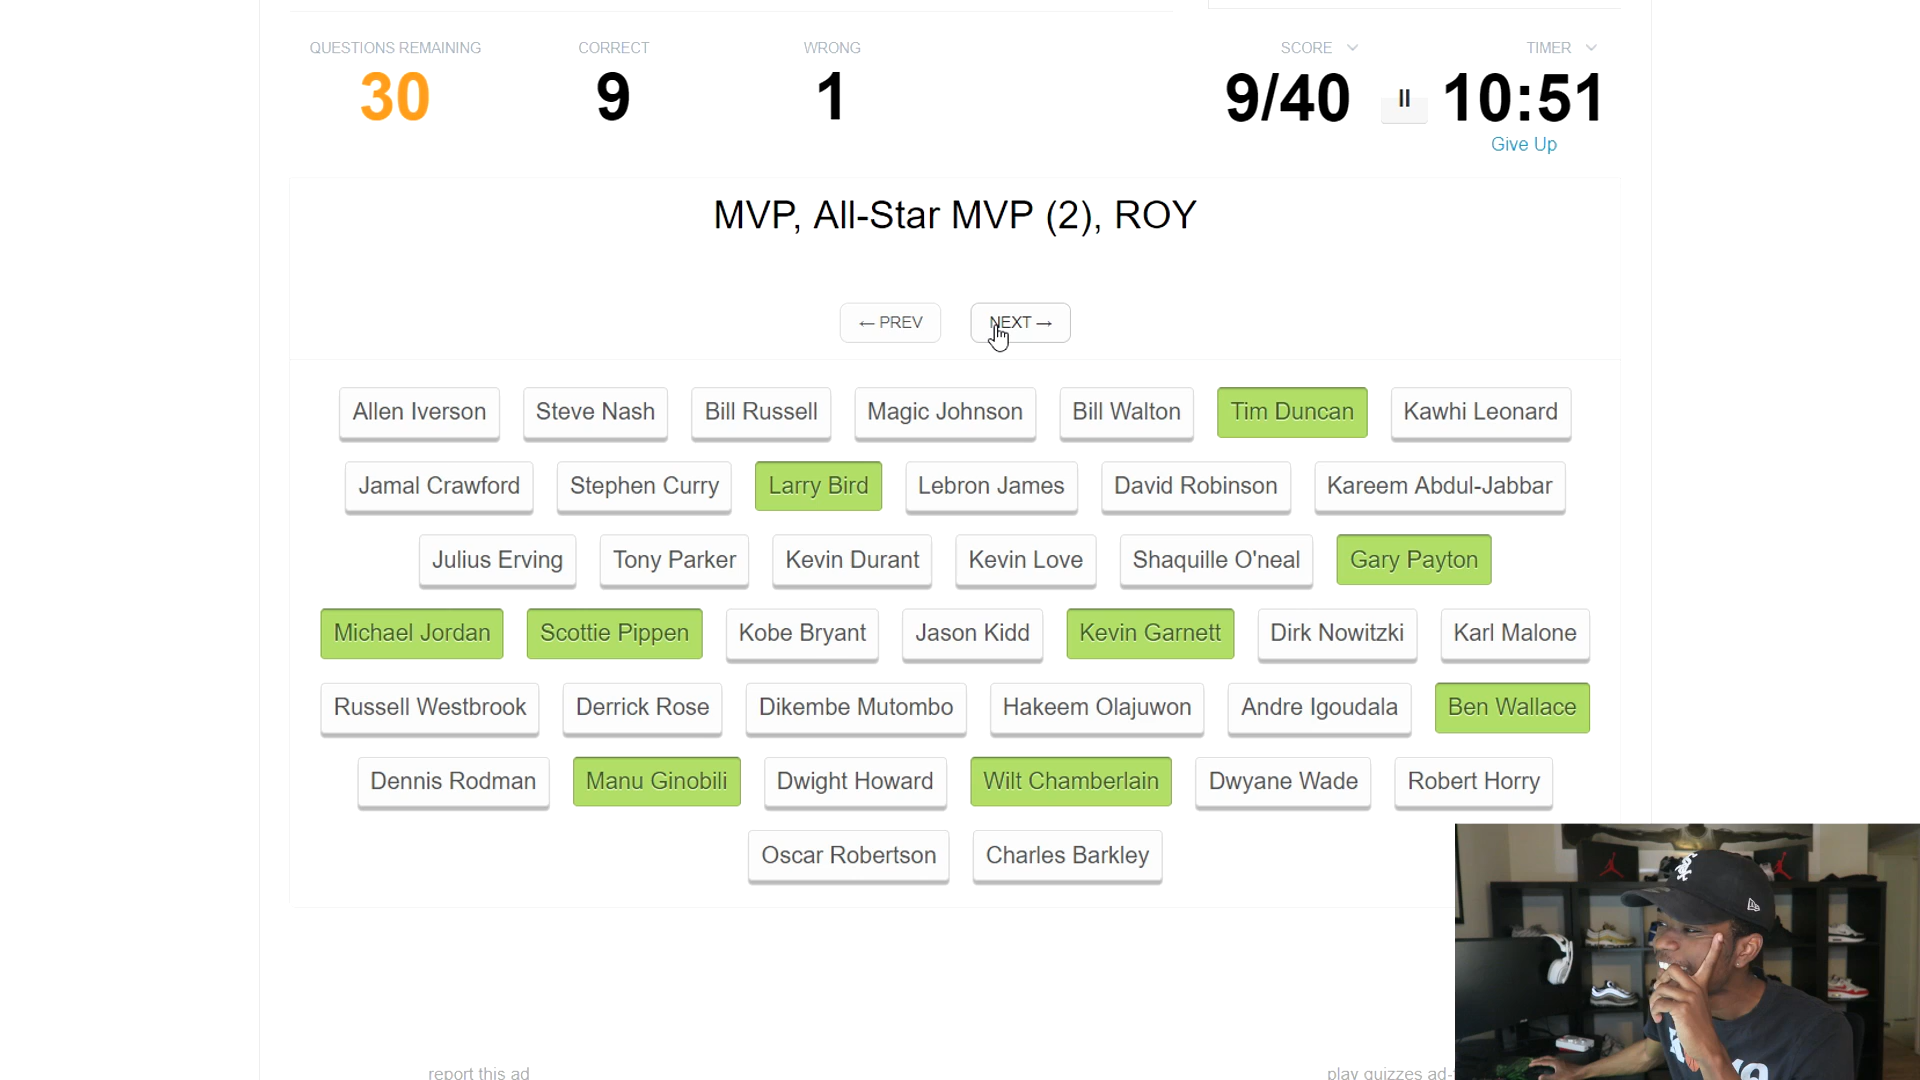 QUESTIONS REMAINING CORRECT WRONG SCORE TIMER
30 9 1 9/40 10:51
Give Up
MVP, All-Star MVP (2), ROY
← PREV NEXT →
Allen Iverson Steve Nash Bill Russell Magic Johnson Bill Walton Tim Duncan Kawhi Leonard
Jamal Crawford Stephen Curry Larry Bird Lebron James David Robinson Kareem Abdul-Jabbar
Julius Erving Tony Parker Kevin Durant Kevin Love Shaquille O'neal Gary Payton
Michael Jordan Scottie Pippen Kobe Bryant Jason Kidd Kevin Garnett Dirk Nowitzki Karl Malone
Russell Westbrook Derrick Rose Dikembe Mutombo Hakeem Olajuwon Andre Igoudala Ben Wallace
Dennis Rodman Manu Ginobili Dwight Howard Wilt Chamberlain Dwyane Wade Robert Horry
Oscar Robertson Charles Barkley
report this ad play quizzes ad-